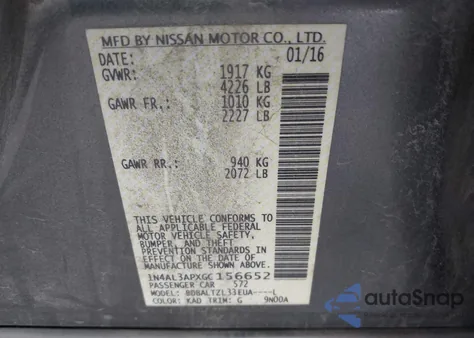 MFD BY NISSAN MOTOR CO., LTD.
DATE: 01/16
GVWR: 1917 KG
4226 LB
GAWR FR.: 1010 KG
2227 LB
GAWR RR.: 940 KG
2072 LB
THIS VEHICLE CONFORMS
TO ALL APPLICABLE FEDERAL
MOTOR VEHICLE SAFETY,
BUMPER, AND THEFT
PREVENTION STANDARDS
IN EFFECT ON THE DATE
OF MANUFACTURE SHOWN
ABOVE.
1N4AL3APXGC156652
PASSENGER CAR 572
MODEL: BDBALTZL33EUA----L
COLOR: KAD TRIM: G 9N00A
autoSnap